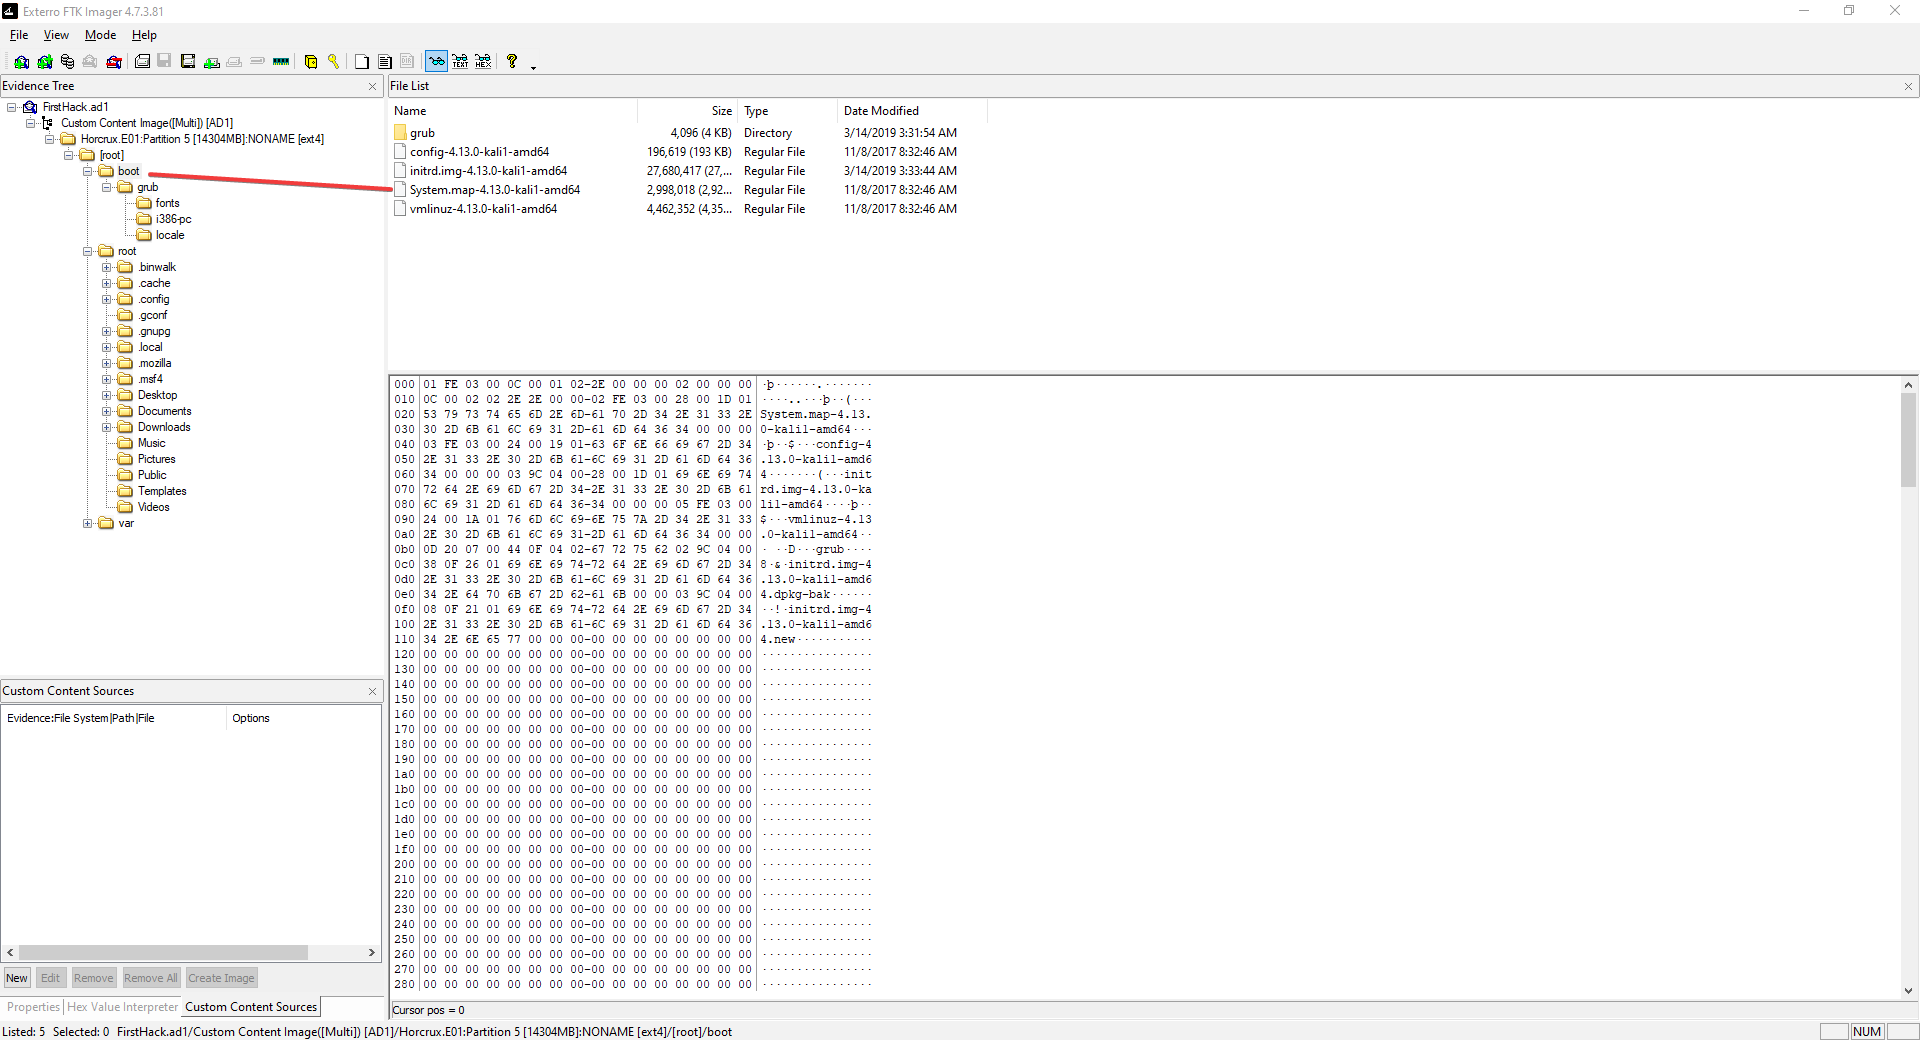 Exterro FTK Imager 4.7.3.81
File View Mode Help
Evidence Tree
FirstHack.ad1
Custom Content Image([Multi]) [AD1]
Horcrux.E01:Partition 5 [14304MB]:NONAME [ext4]
[root]
boot
grub
fonts
i386-pc
locale
root
.binwalk
.cache
.config
.gconf
.gnupg
.local
.mozilla
.msf4
Desktop
Documents
Downloads
Music
Pictures
Public
Templates
Videos
var
Custom Content Sources
Evidence:File System|Path|File Options
New Edit Remove Remove All Create Image
Properties Hex Value Interpreter Custom Content Sources
File List
Name Size Type Date Modified
grub 4,096 (4 KB) Directory 3/14/2019 3:31:54 AM
config-4.13.0-kali1-amd64 196,619 (193 KB) Regular File 11/8/2017 8:32:46 AM
initrd.img-4.13.0-kali1-amd64 27,680,417 (27,... Regular File 3/14/2019 3:33:44 AM
System.map-4.13.0-kali1-amd64 2,998,018 (2,92... Regular File 11/8/2017 8:32:46 AM
vmlinuz-4.13.0-kali1-amd64 4,462,352 (4,35... Regular File 11/8/2017 8:32:46 AM
000 01 FE 03 00 0C 00 01 02-2E 00 00 00 02 00 00 00 ·þ······.·······
010 0C 00 02 02 2E 2E 00 00-02 FE 03 00 28 00 1D 01 ····..···þ··(···
020 53 79 73 74 65 6D 2E 6D-61 70 2D 34 2E 31 33 2E System.map-4.13.
030 30 2D 6B 61 6C 69 31 2D-61 6D 64 36 34 00 00 00 0-kali1-amd64···
040 03 FE 03 00 24 00 19 01-63 6F 6E 66 69 67 2D 34 ·þ··$···config-4
050 2E 31 33 2E 30 2D 6B 61-6C 69 31 2D 61 6D 64 36 .13.0-kali1-amd6
060 34 00 00 00 03 9C 04 00-28 00 1D 01 69 6E 69 74 4·······(···init
070 72 64 2E 69 6D 67 2D 34-2E 31 33 2E 30 2D 6B 61 rd.img-4.13.0-ka
080 6C 69 31 2D 61 6D 64 36-34 00 00 00 05 FE 03 00 li1-amd64····þ··
090 24 00 1A 01 76 6D 6C 69-6E 75 7A 2D 34 2E 31 33 $···vmlinuz-4.13
0a0 2E 30 2D 6B 61 6C 69 31-2D 61 6D 64 36 34 00 00 .0-kali1-amd64··
0b0 0D 20 07 00 44 0F 04 02-67 72 75 62 02 9C 04 00 · ··D···grub····
0c0 38 0F 26 01 69 6E 69 74-72 64 2E 69 6D 67 2D 34 8·&·initrd.img-4
0d0 2E 31 33 2E 30 2D 6B 61-6C 69 31 2D 61 6D 64 36 .13.0-kali1-amd6
0e0 34 2E 64 70 6B 67 2D 62-61 6B 00 00 03 9C 04 00 4.dpkg-bak······
0f0 08 0F 21 01 69 6E 69 74-72 64 2E 69 6D 67 2D 34 ··!·initrd.img-4
100 2E 31 33 2E 30 2D 6B 61-6C 69 31 2D 61 6D 64 36 .13.0-kali1-amd6
110 34 2E 6E 65 77 00 00 00-00 00 00 00 00 00 00 00 4.new···········
120 00 00 00 00 00 00 00 00-00 00 00 00 00 00 00 00 ················
130 00 00 00 00 00 00 00 00-00 00 00 00 00 00 00 00 ················
140 00 00 00 00 00 00 00 00-00 00 00 00 00 00 00 00 ················
150 00 00 00 00 00 00 00 00-00 00 00 00 00 00 00 00 ················
160 00 00 00 00 00 00 00 00-00 00 00 00 00 00 00 00 ················
170 00 00 00 00 00 00 00 00-00 00 00 00 00 00 00 00 ················
180 00 00 00 00 00 00 00 00-00 00 00 00 00 00 00 00 ················
190 00 00 00 00 00 00 00 00-00 00 00 00 00 00 00 00 ················
1a0 00 00 00 00 00 00 00 00-00 00 00 00 00 00 00 00 ················
1b0 00 00 00 00 00 00 00 00-00 00 00 00 00 00 00 00 ················
1c0 00 00 00 00 00 00 00 00-00 00 00 00 00 00 00 00 ················
1d0 00 00 00 00 00 00 00 00-00 00 00 00 00 00 00 00 ················
1e0 00 00 00 00 00 00 00 00-00 00 00 00 00 00 00 00 ················
1f0 00 00 00 00 00 00 00 00-00 00 00 00 00 00 00 00 ················
200 00 00 00 00 00 00 00 00-00 00 00 00 00 00 00 00 ················
210 00 00 00 00 00 00 00 00-00 00 00 00 00 00 00 00 ················
220 00 00 00 00 00 00 00 00-00 00 00 00 00 00 00 00 ················
230 00 00 00 00 00 00 00 00-00 00 00 00 00 00 00 00 ················
240 00 00 00 00 00 00 00 00-00 00 00 00 00 00 00 00 ················
250 00 00 00 00 00 00 00 00-00 00 00 00 00 00 00 00 ················
260 00 00 00 00 00 00 00 00-00 00 00 00 00 00 00 00 ················
270 00 00 00 00 00 00 00 00-00 00 00 00 00 00 00 00 ················
280 00 00 00 00 00 00 00 00-00 00 00 00 00 00 00 00 ················
Cursor pos = 0
Listed: 5 Selected: 0 FirstHack.ad1/Custom Content Image([Multi]) [AD1]/Horcrux.E01:Partition 5 [14304MB]:NONAME [ext4]/[root]/boot
NUM